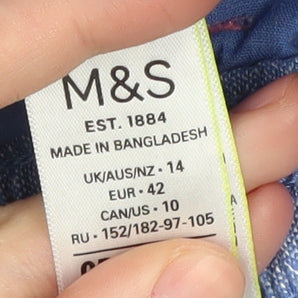 M&S
EST. 1884
MADE IN BANGLADESH
UK/AUS/NZ • 14
EUR • 42
CAN/US • 10
RU • 152/182-97-105